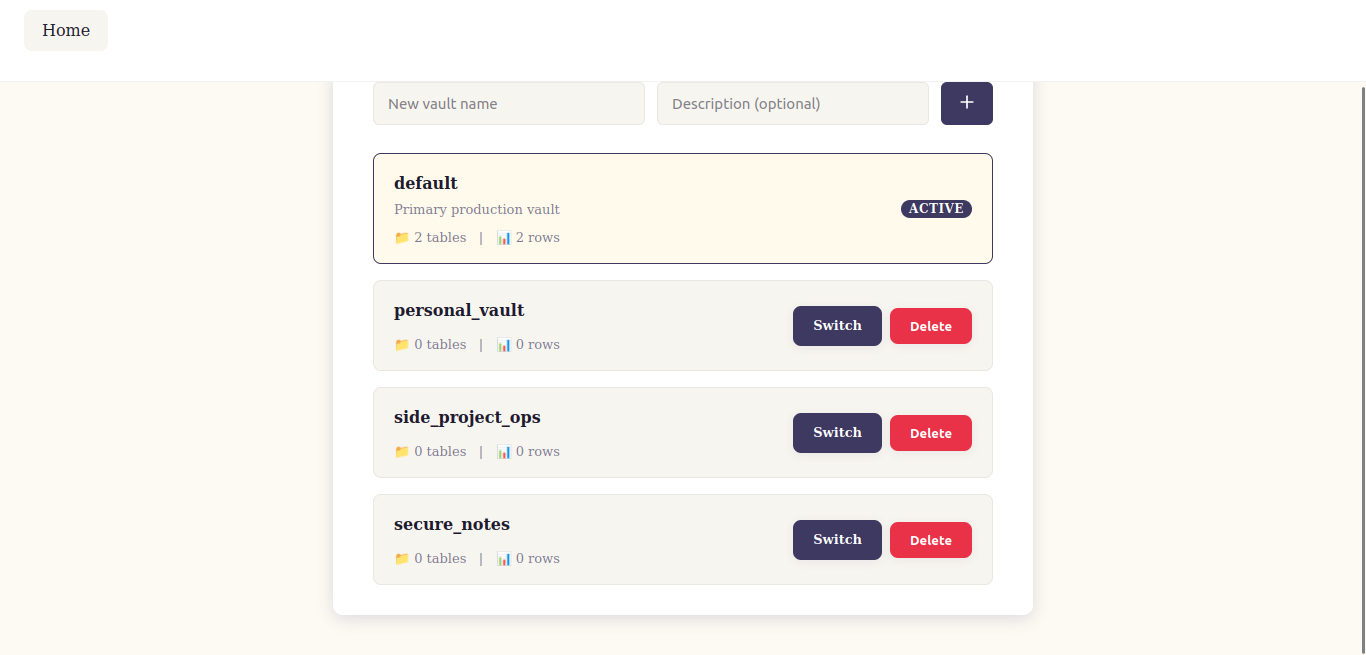 Home
New vault name
Description (optional)
+
default
Primary production vault
ACTIVE
2 tables | 2 rows
personal_vault
0 tables | 0 rows
Switch
Delete
side_project_ops
0 tables | 0 rows
Switch
Delete
secure_notes
0 tables | 0 rows
Switch
Delete